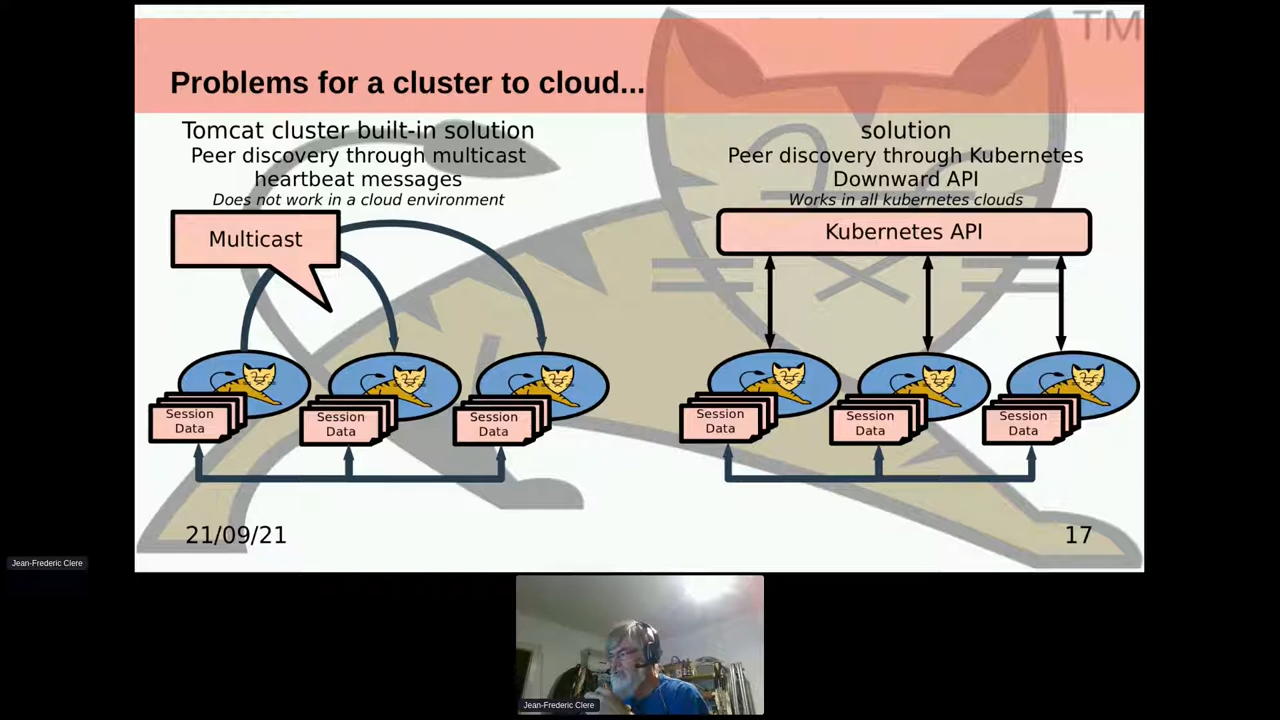 TM
Problems for a cluster to cloud...
Tomcat cluster built-in solution
Peer discovery through multicast
heartbeat messages
Does not work in a cloud environment
Multicast
Session
Data
Session
Data
Session
Data
solution
Peer discovery through Kubernetes
Downward API
Works in all kubernetes clouds
Kubernetes API
Session
Data
Session
Data
Session
Data
21/09/21
17
Jean-Frederic Clere
Jean-Frederic Clere